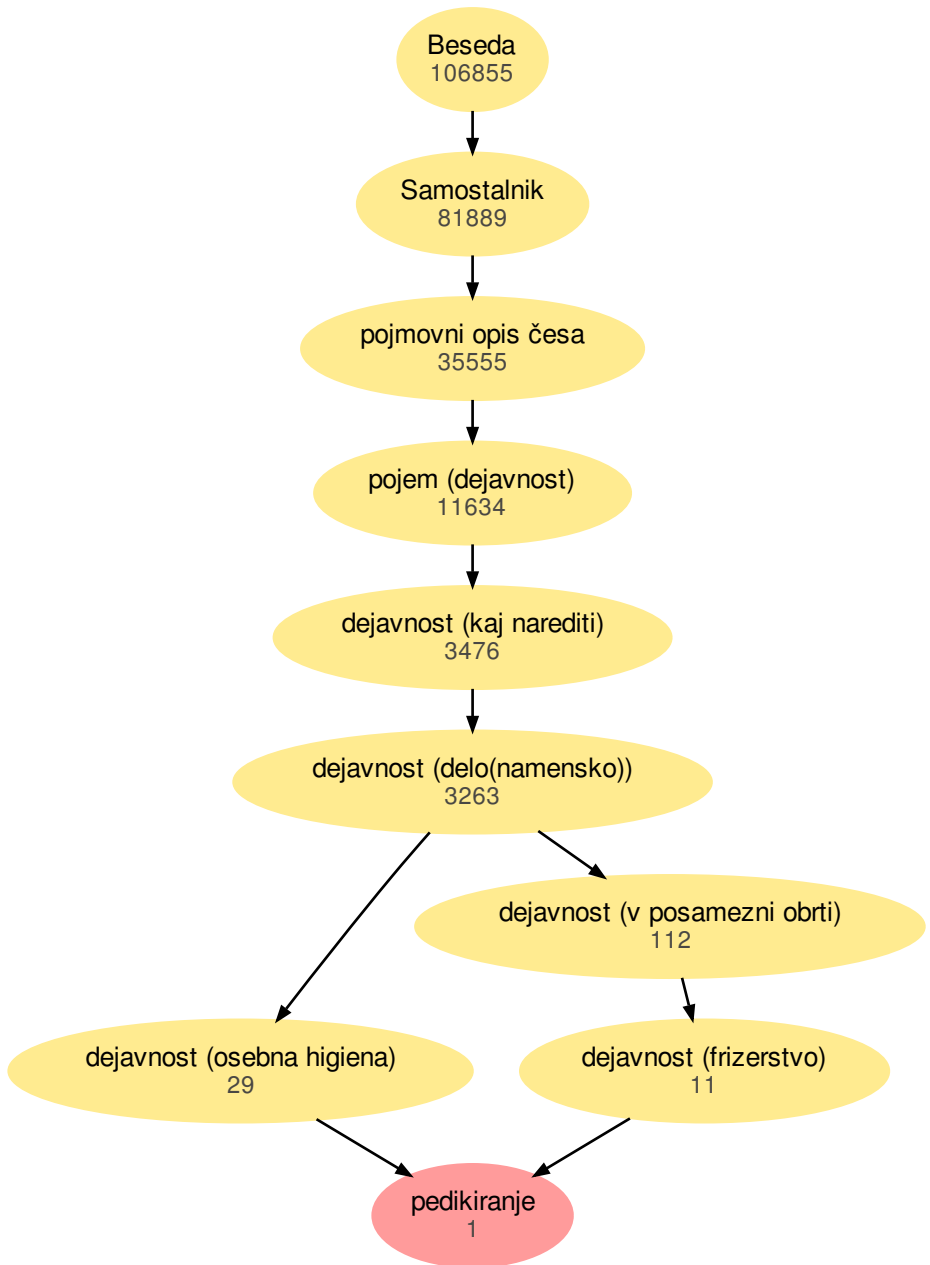 Beseda
106855
Samostalnik
81889
pojmovni opis česa
35555
pojem (dejavnost)
11634
dejavnost (kaj narediti)
3476
dejavnost (delo(namensko))
3263
dejavnost (v posamezni obrti)
112
dejavnost (osebna higiena)
29
dejavnost (frizerstvo)
11
pedikiranje
1